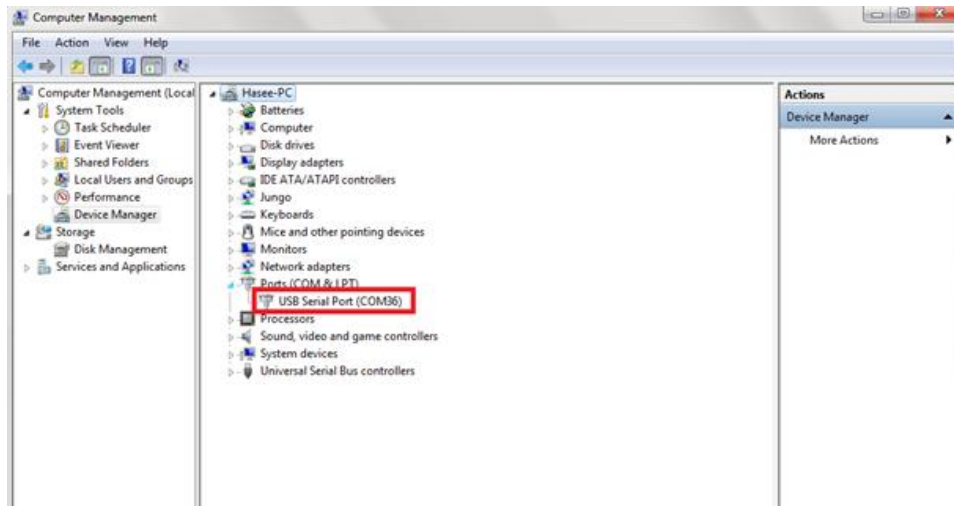 Computer Management
File Action View Help
Computer Management (Local
System Tools
Task Scheduler
Event Viewer
Shared Folders
Local Users and Groups
Performance
Device Manager
Storage
Disk Management
Services and Applications
Hasee-PC
Batteries
Computer
Disk drives
Display adapters
IDE ATA/ATAPI controllers
Jungo
Keyboards
Mice and other pointing devices
Monitors
Network adapters
Ports (COM & LPT)
USB Serial Port (COM36)
Processors
Sound, video and game controllers
System devices
Universal Serial Bus controllers
Actions
Device Manager
More Actions